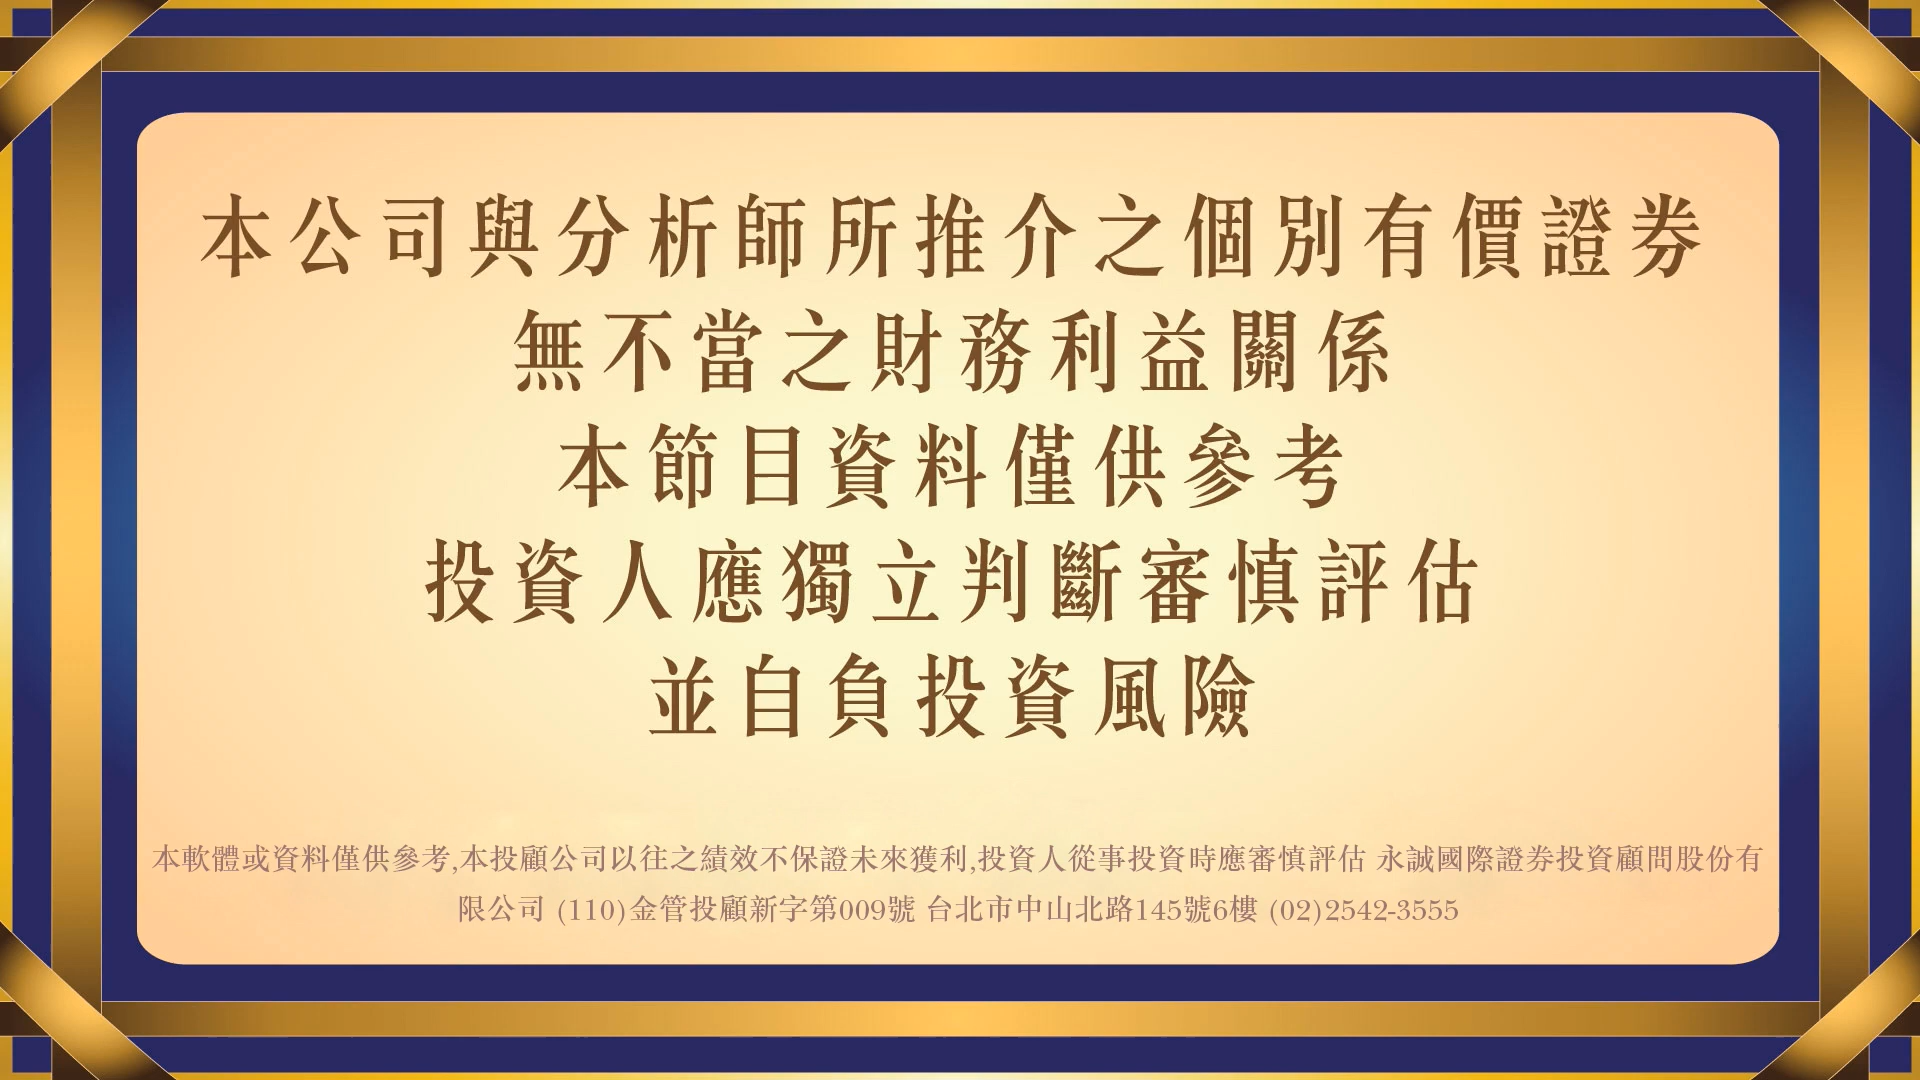 本公司與分析師所推介之個別有價證券
無不當之財務利益關係
本節目資料僅供參考
投資人應獨立判斷審慎評估
並自負投資風險
本軟體或資料僅供參考,本投顧公司以往之績效不保證未來獲利,投資人從事投資時應審慎評估 永誠國際證券投資顧問股份有
限公司 (110)金管投顧新字第009號 台北市中山北路145號6樓 (02)2542-3555